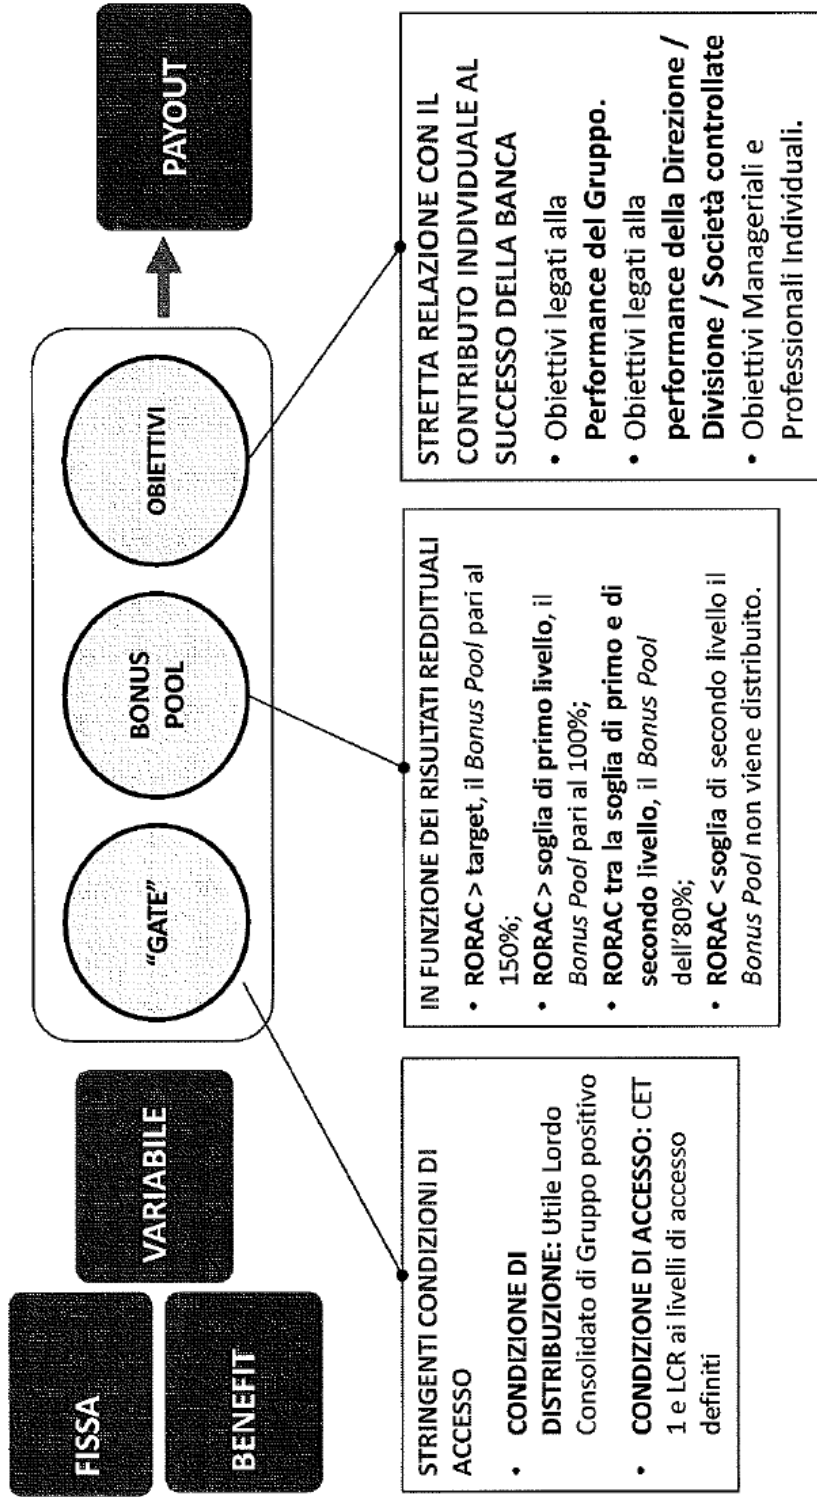 FISSA
BENEFIT
VARIABILE
“GATE”
BONUS
POOL
OBIETTIVI
PAYOUT
STRINGENTI CONDIZIONI DI
ACCESSO
• CONDIZIONE DI
DISTRIBUZIONE: Utile Lordo
Consolidato di Gruppo positivo
• CONDIZIONE DI ACCESSO: CET
1 e LCR ai livelli di accesso
definiti
IN FUNZIONE DEI RISULTATI REDDITUALI
• RORAC > target, il Bonus Pool pari al
150%;
• RORAC > soglia di primo livello, il
Bonus Pool pari al 100%;
• RORAC tra la soglia di primo e di
secondo livello, il Bonus Pool
dell’80%;
• RORAC <soglia di secondo livello il
Bonus Pool non viene distribuito.
STRETTA RELAZIONE CON IL
CONTRIBUTO INDIVIDUALE AL
SUCCESSO DELLA BANCA
• Obiettivi legati alla
Performance del Gruppo.
• Obiettivi legati alla
performance della Direzione /
Divisione / Società controllate
• Obiettivi Manageriali e
Professionali Individuali.